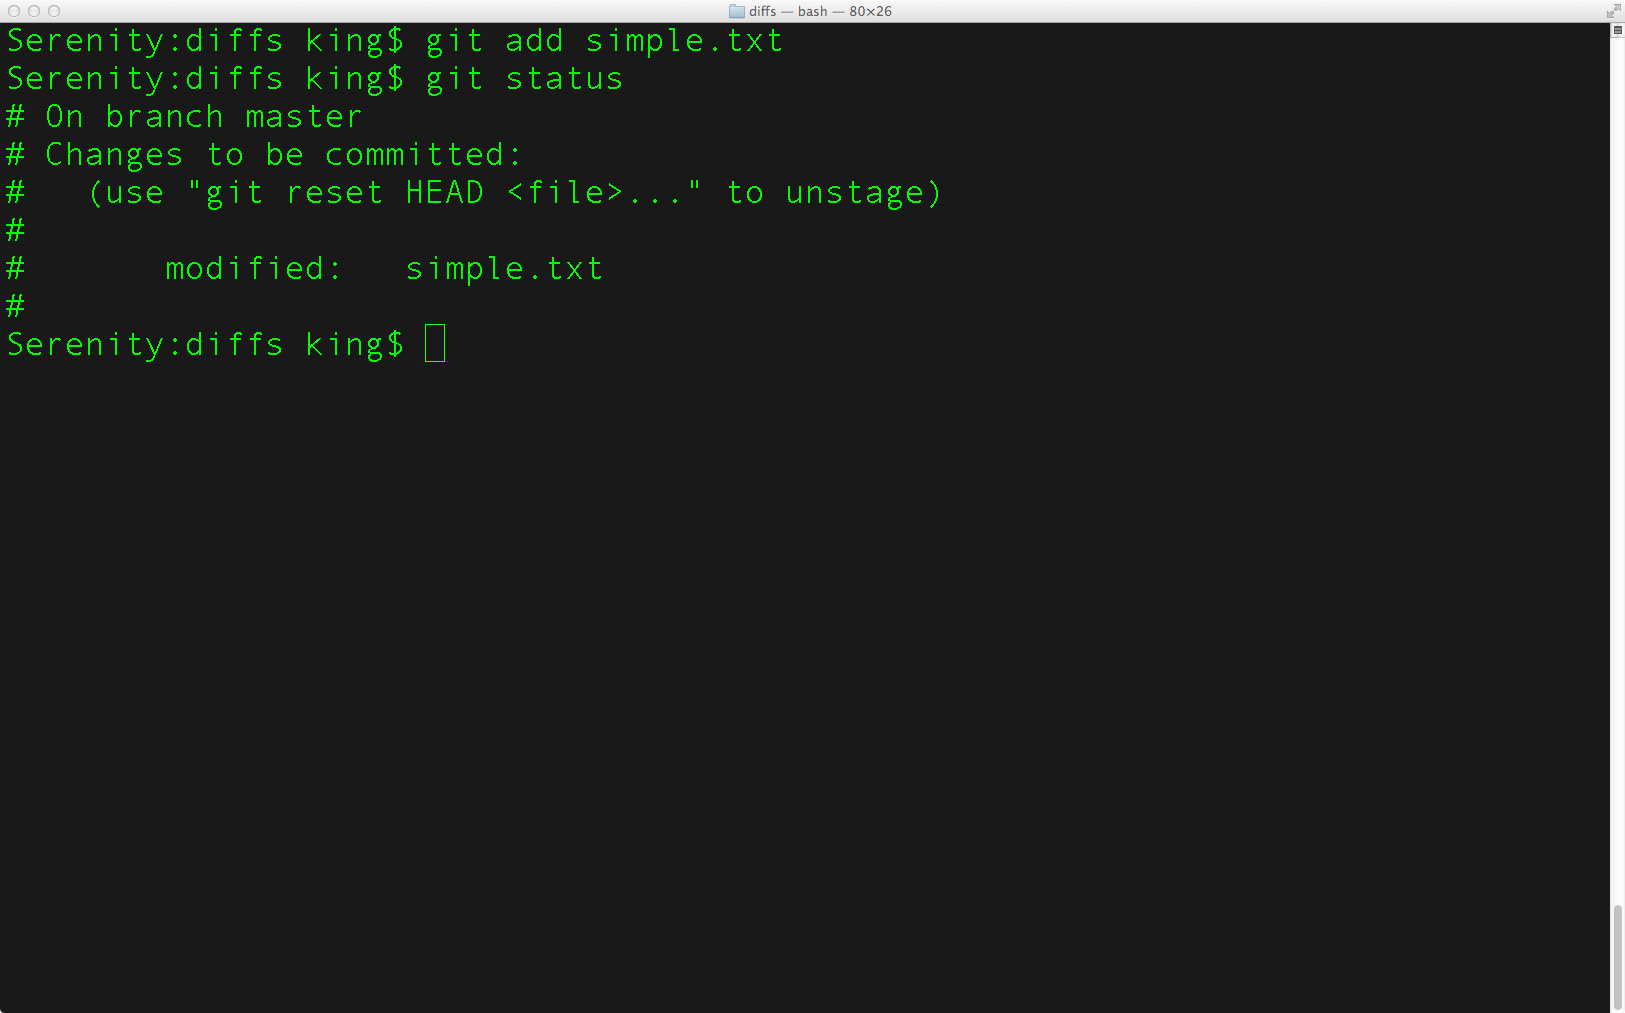 diffs — bash — 80×26
Serenity:diffs king$ git add simple.txt
Serenity:diffs king$ git status
# On branch master
# Changes to be committed:
#   (use "git reset HEAD <file>..." to unstage)
#
#       modified:   simple.txt
#
Serenity:diffs king$